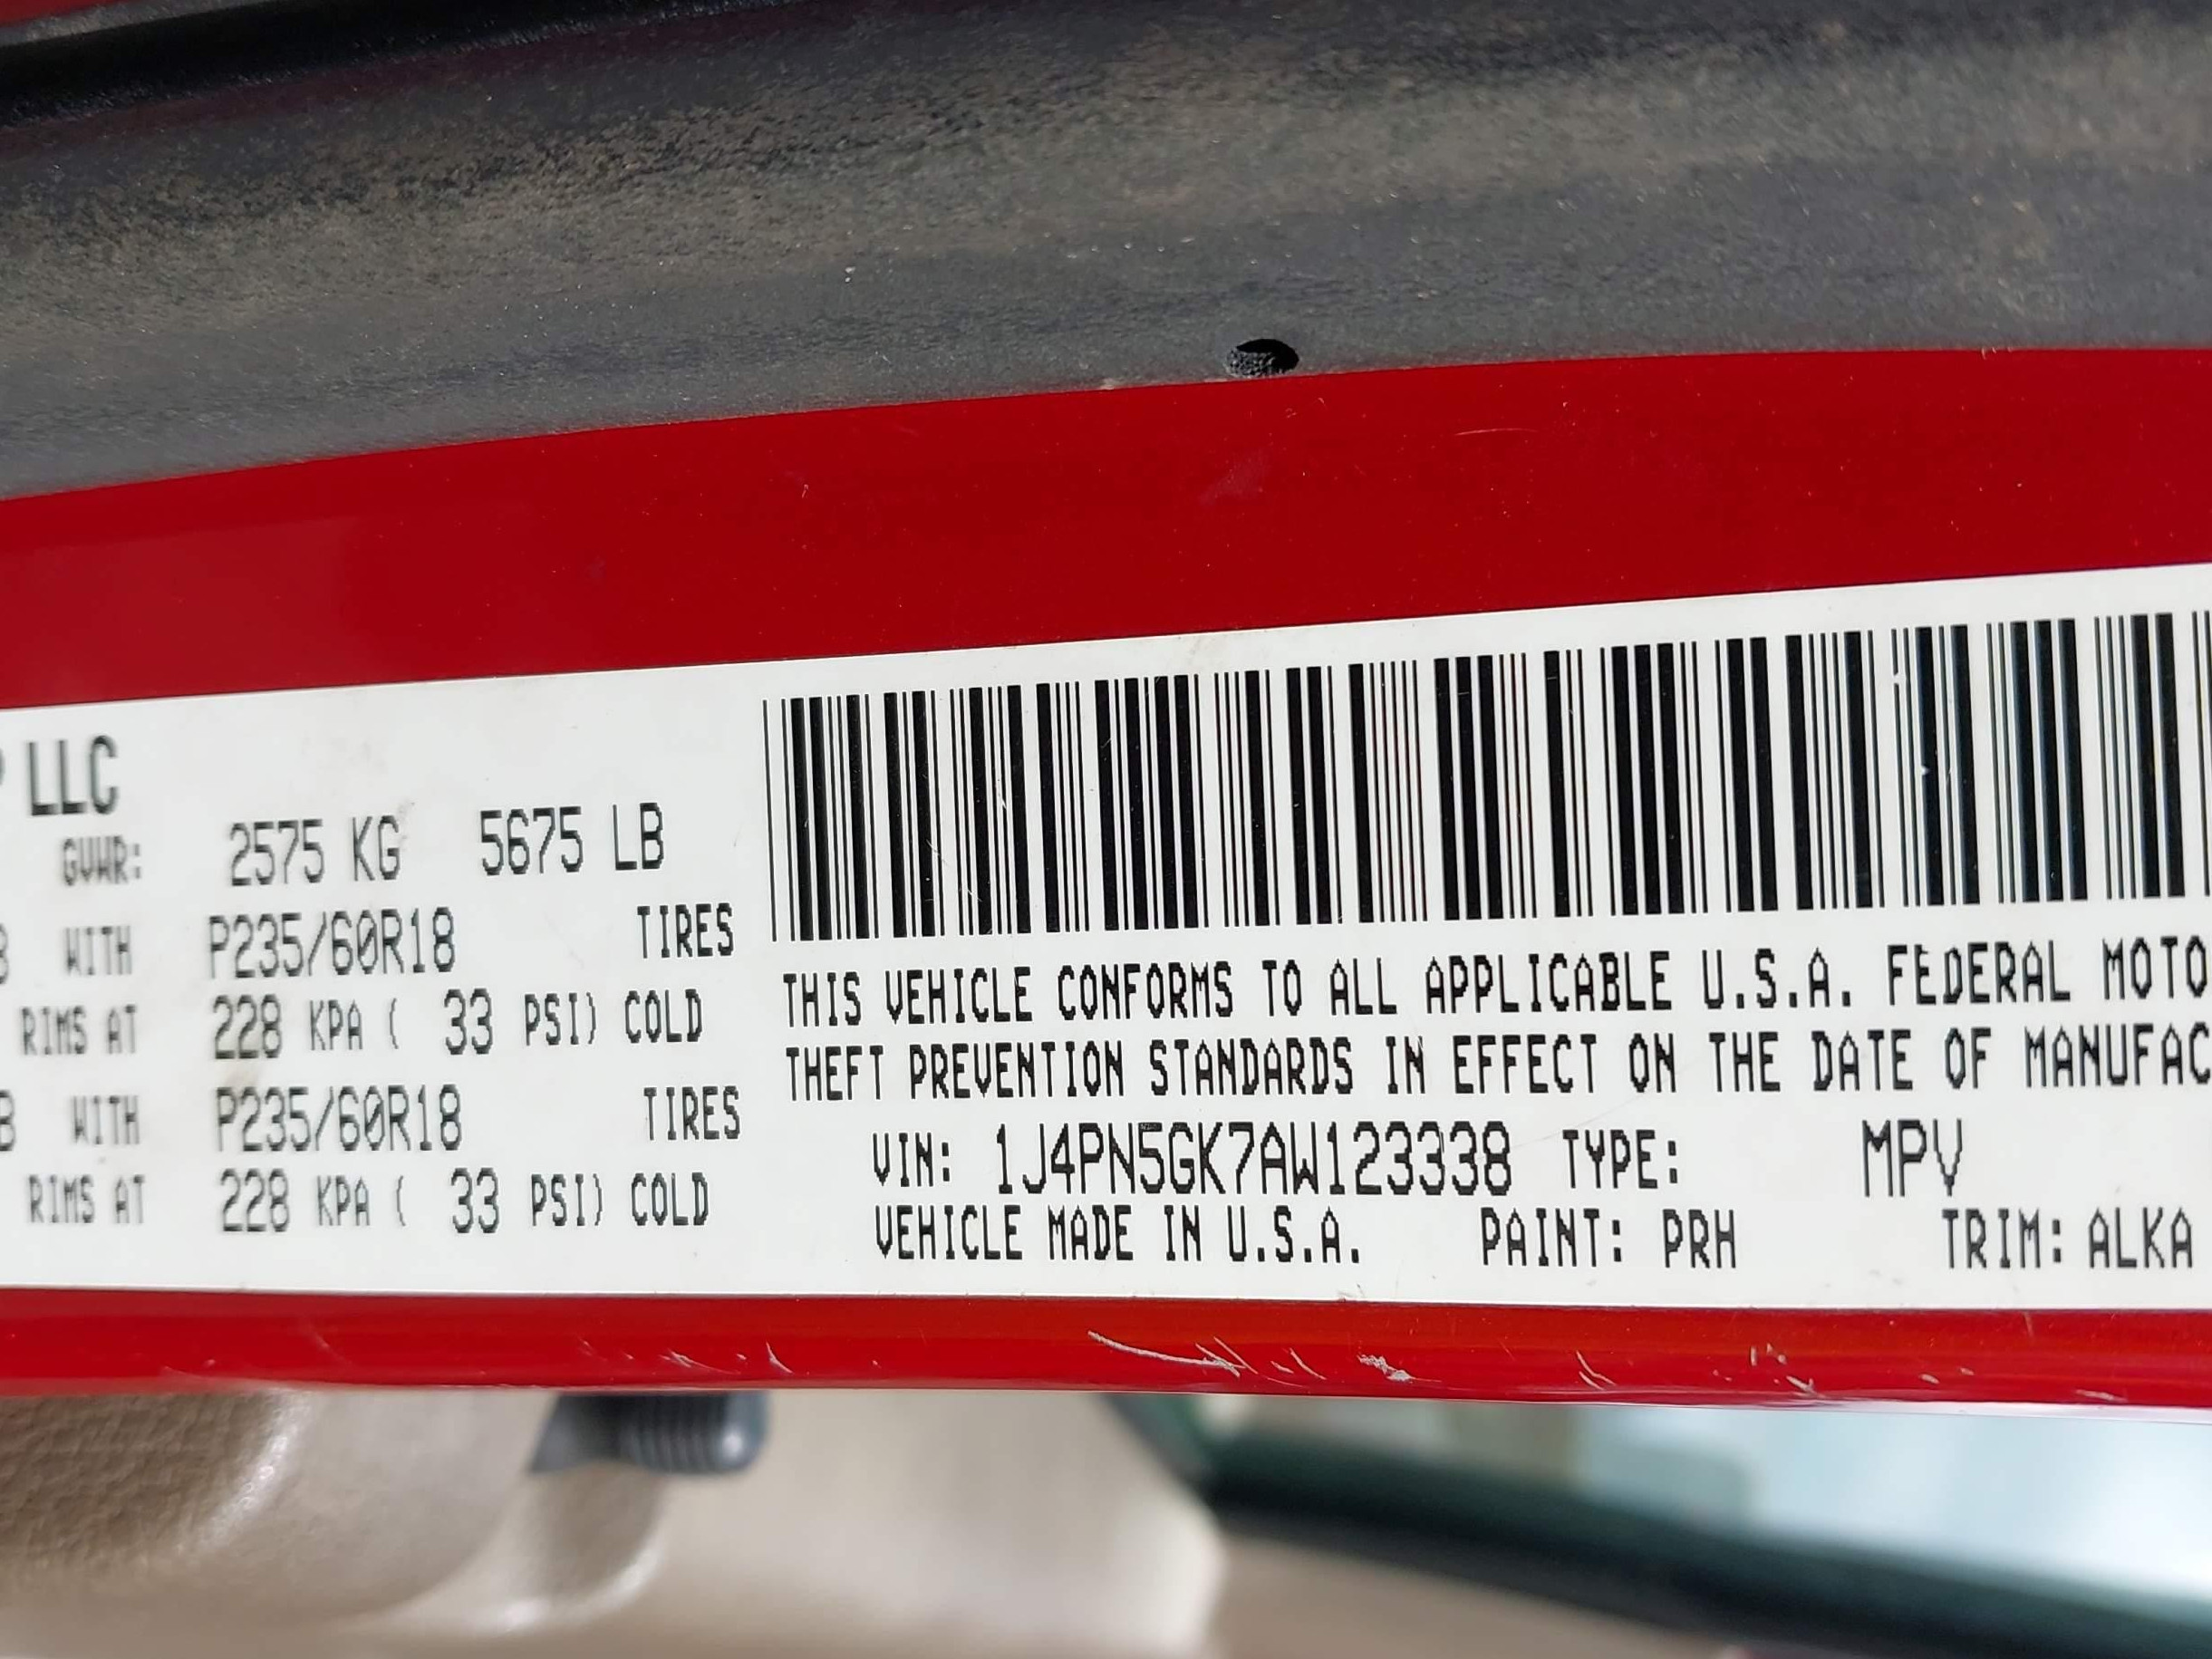 LLC
GVWR: 2575 KG 5675 LB
WITH P235/60R18 TIRES
RIMS AT 228 KPA ( 33 PSI) COLD
WITH P235/60R18 TIRES
RIMS AT 228 KPA ( 33 PSI) COLD
THIS VEHICLE CONFORMS TO ALL APPLICABLE U.S.A. FEDERAL MOTO
THEFT PREVENTION STANDARDS IN EFFECT ON THE DATE OF MANUFAC
VIN: 1J4PN5GK7AW123338 TYPE: MPV
VEHICLE MADE IN U.S.A. PAINT: PRH TRIM: ALKA